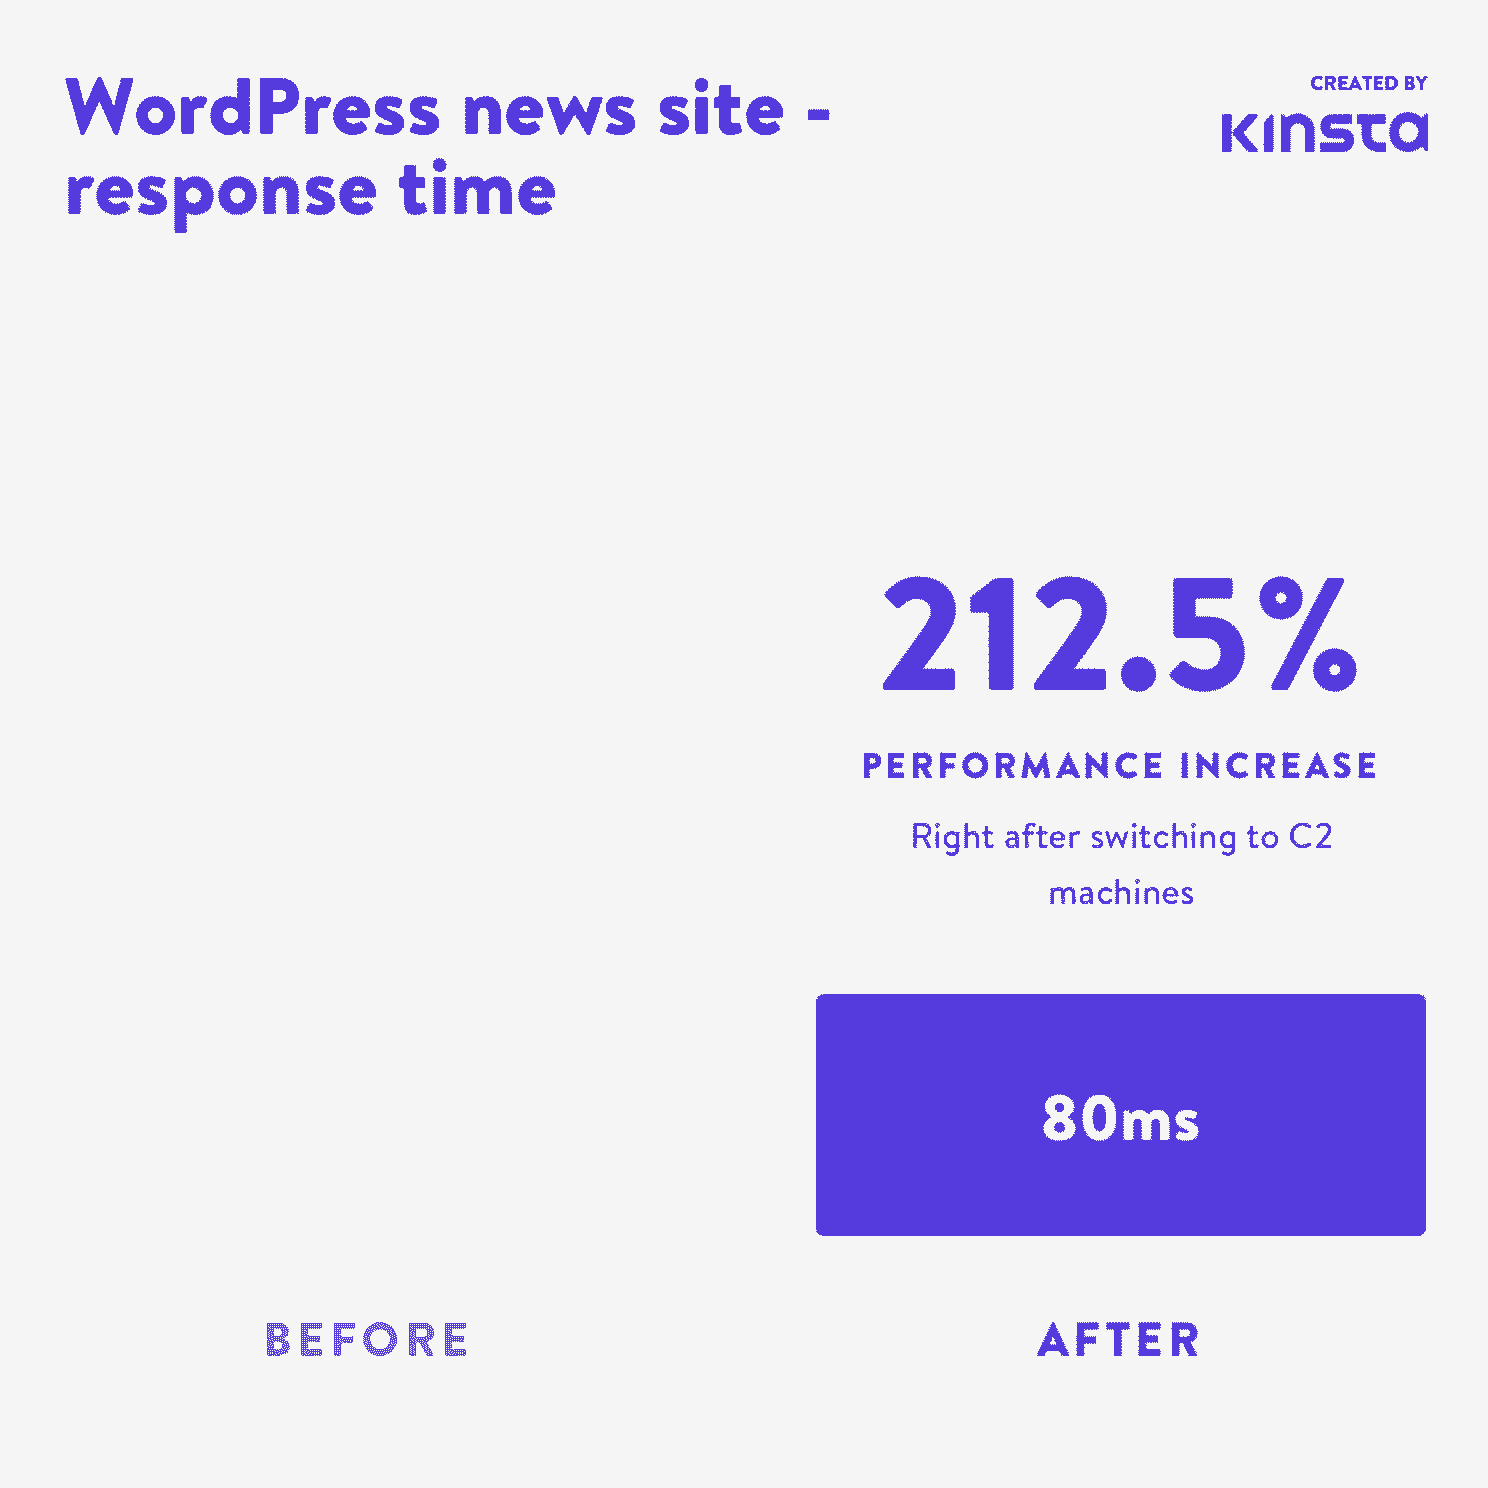 WordPress news site -
response time
CREATED BY
KINSTA
212.5%
PERFORMANCE INCREASE
Right after switching to C2
machines
80ms
BEFORE
AFTER